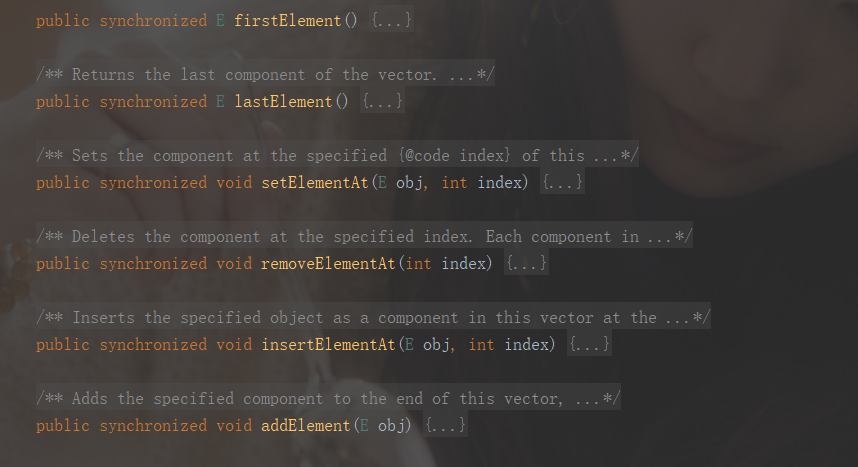 public synchronized E firstElement() {...}
/** Returns the last component of the vector. ...*/
public synchronized E lastElement() {...}
/** Sets the component at the specified {@code index} of this ...*/
public synchronized void setElementAt(E obj, int index) {...}
/** Deletes the component at the specified index. Each component in ...*/
public synchronized void removeElementAt(int index) {...}
/** Inserts the specified object as a component in this vector at the ...*/
public synchronized void insertElementAt(E obj, int index) {...}
/** Adds the specified component to the end of this vector, ...*/
public synchronized void addElement(E obj) {...}